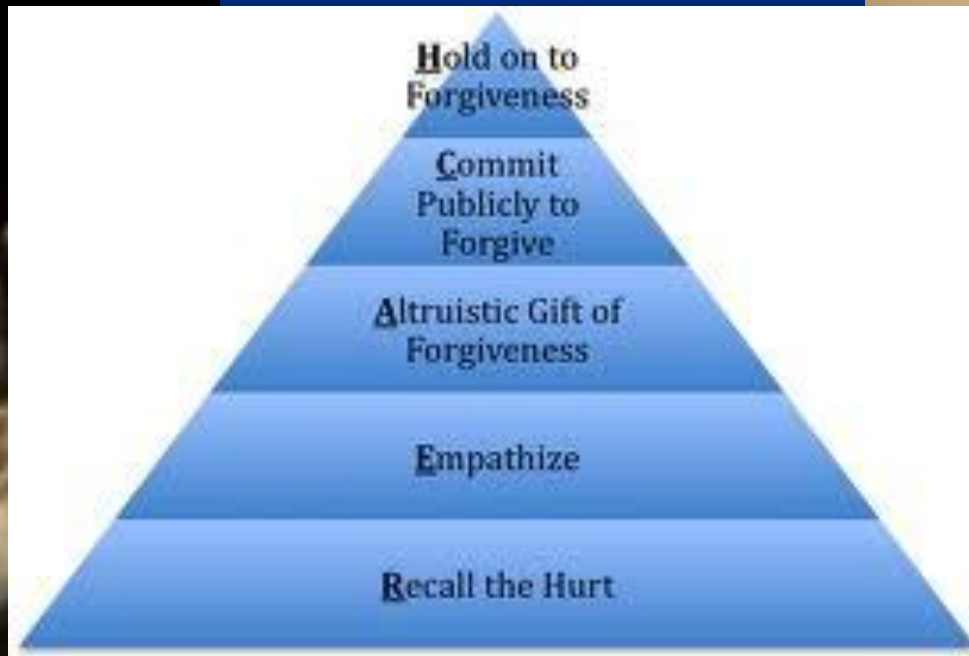 Hold on to
Forgiveness
Commit
Publicly to
Forgive
Altruistic Gift of
Forgiveness
Empathize
Recall the Hurt